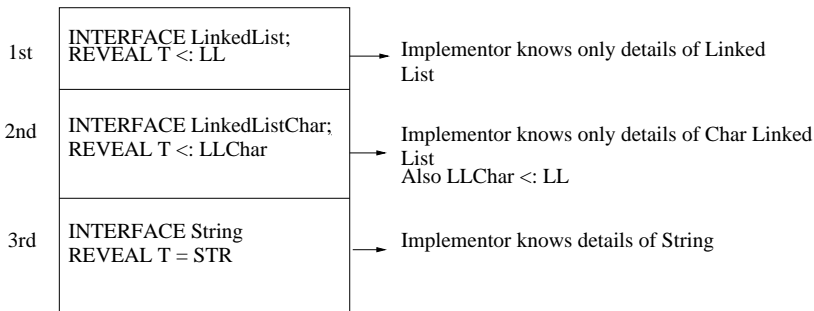 1st
INTERFACE LinkedList;
REVEAL T <: LL
Implementor knows only details of Linked
List
2nd
INTERFACE LinkedListChar;
REVEAL T <: LLChar
Implementor knows only details of Char Linked
List
Also LLChar <: LL
3rd
INTERFACE String
REVEAL T = STR
Implementor knows details of String